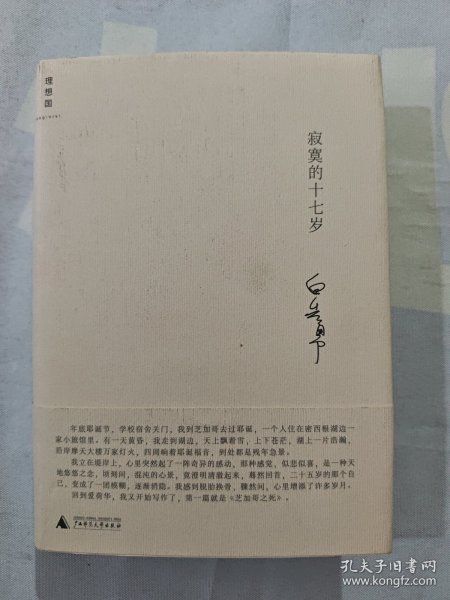 理想国
寂寞的十七岁
白先勇
年底耶诞节，学校宿舍关门，我到芝加哥去过耶诞，一个人住在密西根湖边一
家小旅馆里。有一天黄昏，我走到湖边，天上飘着雪，上下苍茫，湖上一片浩瀚，
沿岸摩天大楼万家灯火，四周响着耶诞福音，到处都是残年急景。
我立在堤岸上，心里突然起了一阵奇异的感动，那种感觉，似悲似喜，是一种天
地悠悠之念，顷刻间，混沌的心景，竟澄明清澈起来，蓦然回首，二十五岁的那个自
己，变成了一团模糊，逐渐消隐。我感到脱胎换骨，骤然间，心里增添了许多岁月。
回到爱荷华，我又开始写作了，第一篇就是《芝加哥之死》。
广西师范大学出版社
孔夫子旧书网
www.kongfz.com